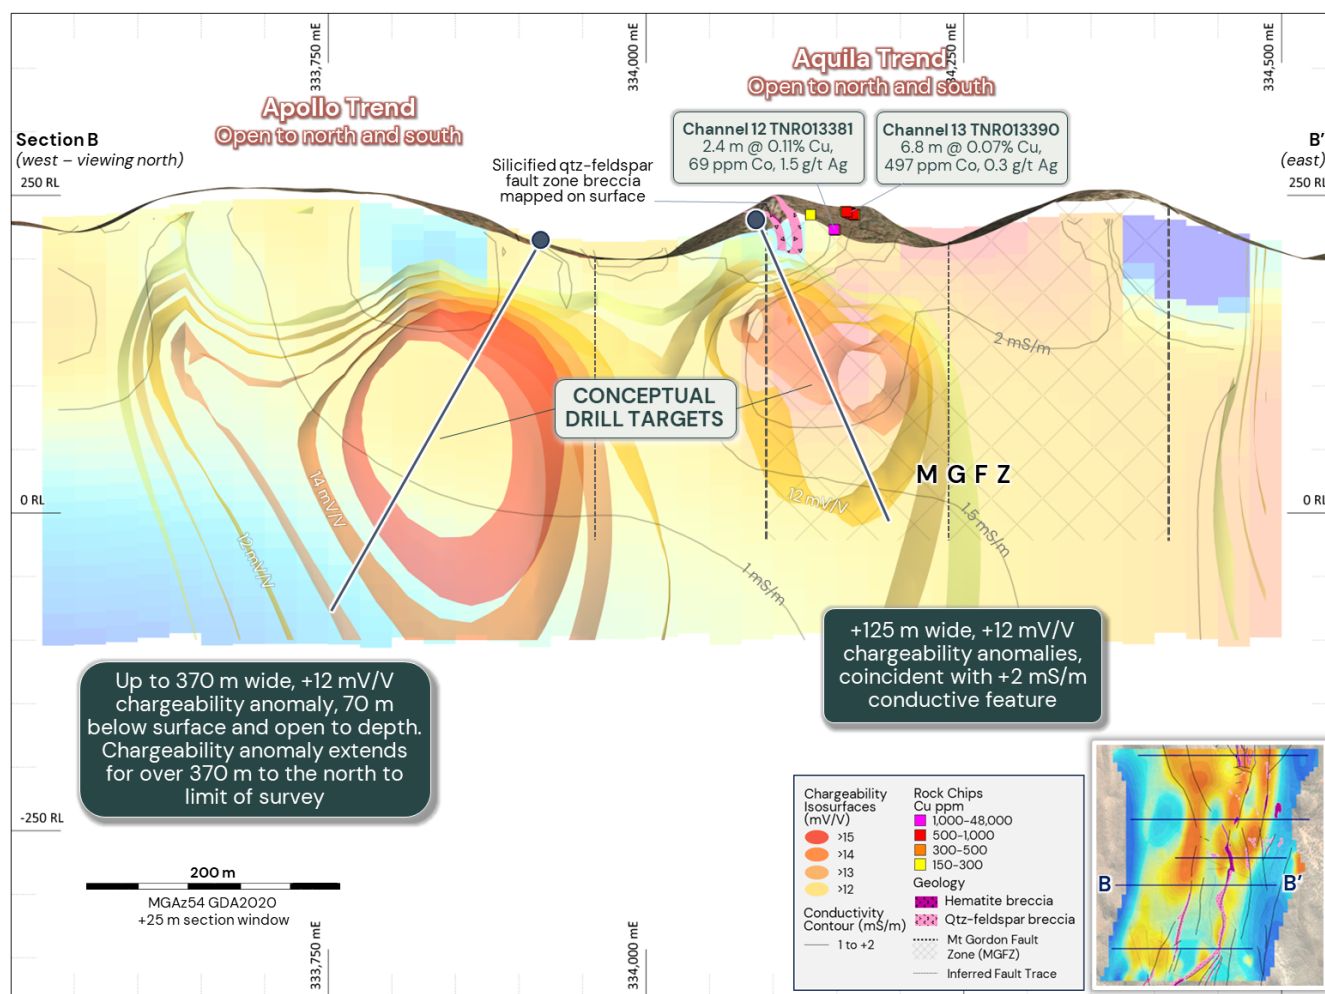 333,750 mE
334,000 mE
334,250 mE
334,500 mE
Apollo Trend
Open to north and south
Aquila Trend
Open to north and south
Section B
(west – viewing north)
B'
(east)
Channel 12 TNR013381
2.4 m @ 0.11% Cu,
69 ppm Co, 1.5 g/t Ag
Channel 13 TNR013390
6.8 m @ 0.07% Cu,
497 ppm Co, 0.3 g/t Ag
Silicified qtz-feldspar
fault zone breccia
mapped on surface
250 RL
250 RL
2 mS/m
CONCEPTUAL
DRILL TARGETS
M G F Z
14 mV/V
12 mV/V
12 mV/V
1.5 mS/m
1 mS/m
0 RL
0 RL
Up to 370 m wide, +12 mV/V
chargeability anomaly, 70 m
below surface and open to depth.
Chargeability anomaly extends
for over 370 m to the north to
limit of survey
+125 m wide, +12 mV/V
chargeability anomalies,
coincident with +2 mS/m
conductive feature
-250 RL
200 m
MGAz54 GDA2020
+25 m section window
333,750 mE
334,000 mE
Chargeability
Isosurfaces
(mV/V)
>15
>14
>13
>12
Conductivity
Contour (mS/m)
1 to +2
Rock Chips
Cu ppm
1,000-48,000
500-1,000
300-500
150-300
Geology
Hematite breccia
Qtz-feldspar breccia
Mt Gordon Fault
Zone (MGFZ)
Inferred Fault Trace
B
B'